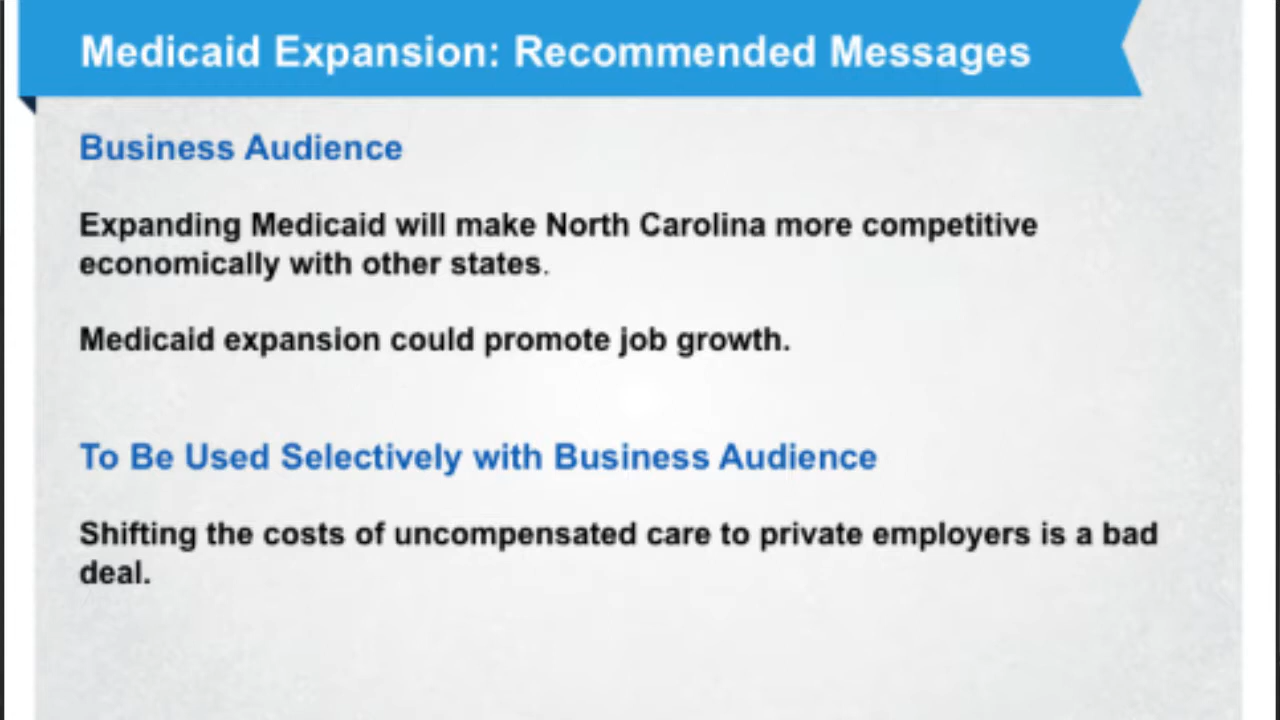 Medicaid Expansion: Recommended Messages
Business Audience
Expanding Medicaid will make North Carolina more competitive
economically with other states.
Medicaid expansion could promote job growth.
To Be Used Selectively with Business Audience
Shifting the costs of uncompensated care to private employers is a bad
deal.